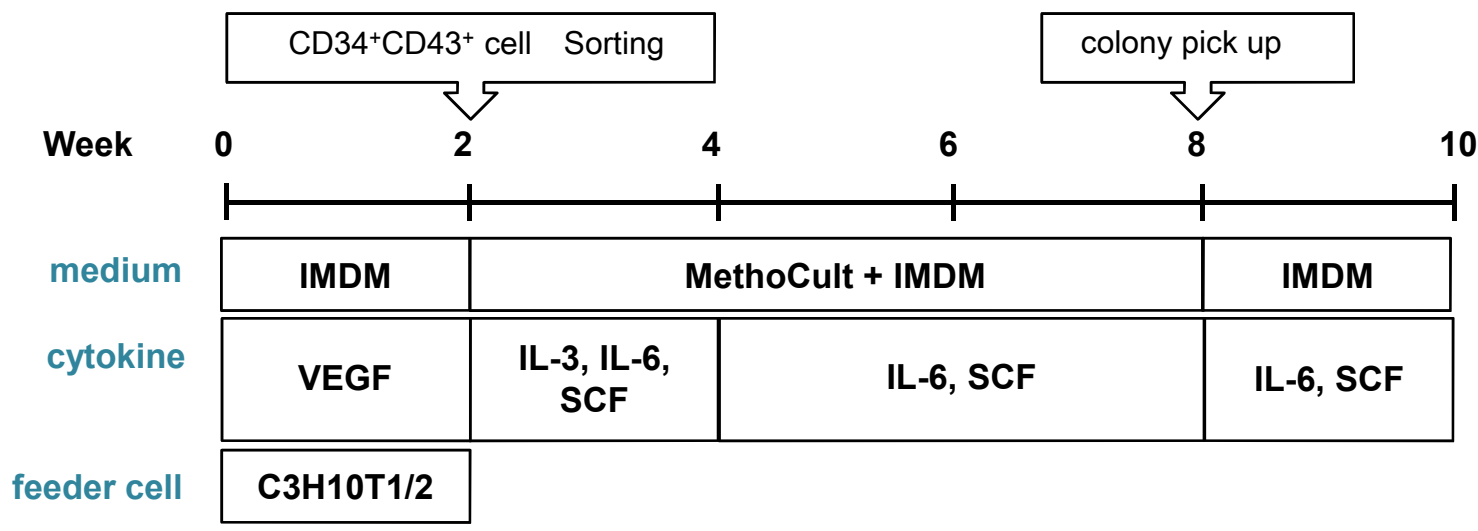 CD34⁺CD43⁺ cell Sorting
colony pick up
Week 0 2 4 6 8 10
medium IMDM MethoCult + IMDM IMDM
cytokine VEGF IL-3, IL-6, SCF IL-6, SCF IL-6, SCF
feeder cell C3H10T1/2